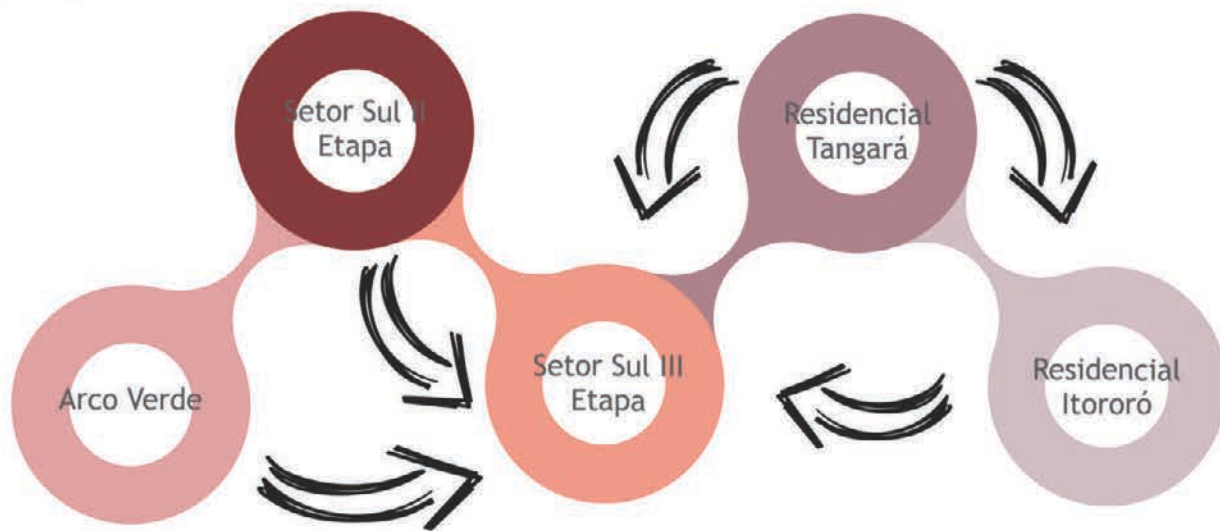 Setor Sul II
Etapa
Residencial
Tangará
Arco Verde
Setor Sul III
Etapa
Residencial
Itororó